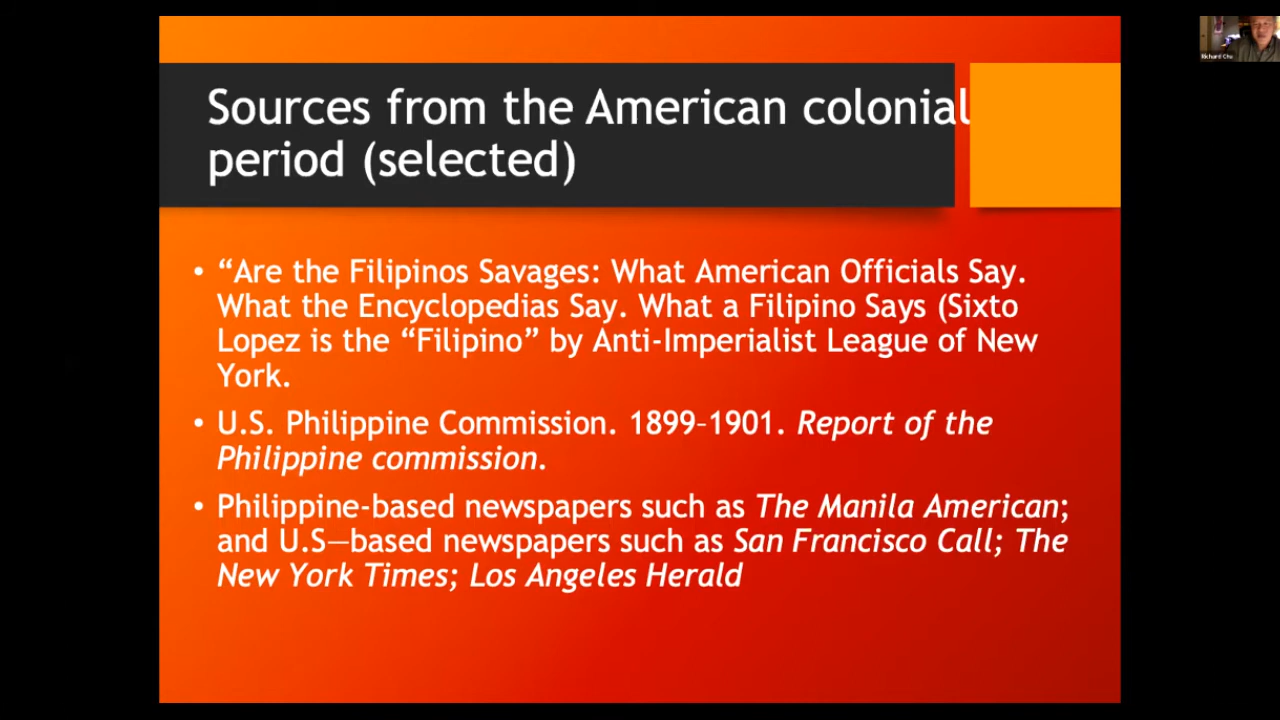 Sources from the American colonial
period (selected)
• “Are the Filipinos Savages: What American Officials Say.
What the Encyclopedias Say. What a Filipino Says (Sixto
Lopez is the “Filipino” by Anti-Imperialist League of New
York.
• U.S. Philippine Commission. 1899–1901. Report of the
Philippine commission.
• Philippine-based newspapers such as The Manila American;
and U.S—based newspapers such as San Francisco Call; The
New York Times; Los Angeles Herald
Richard Chu